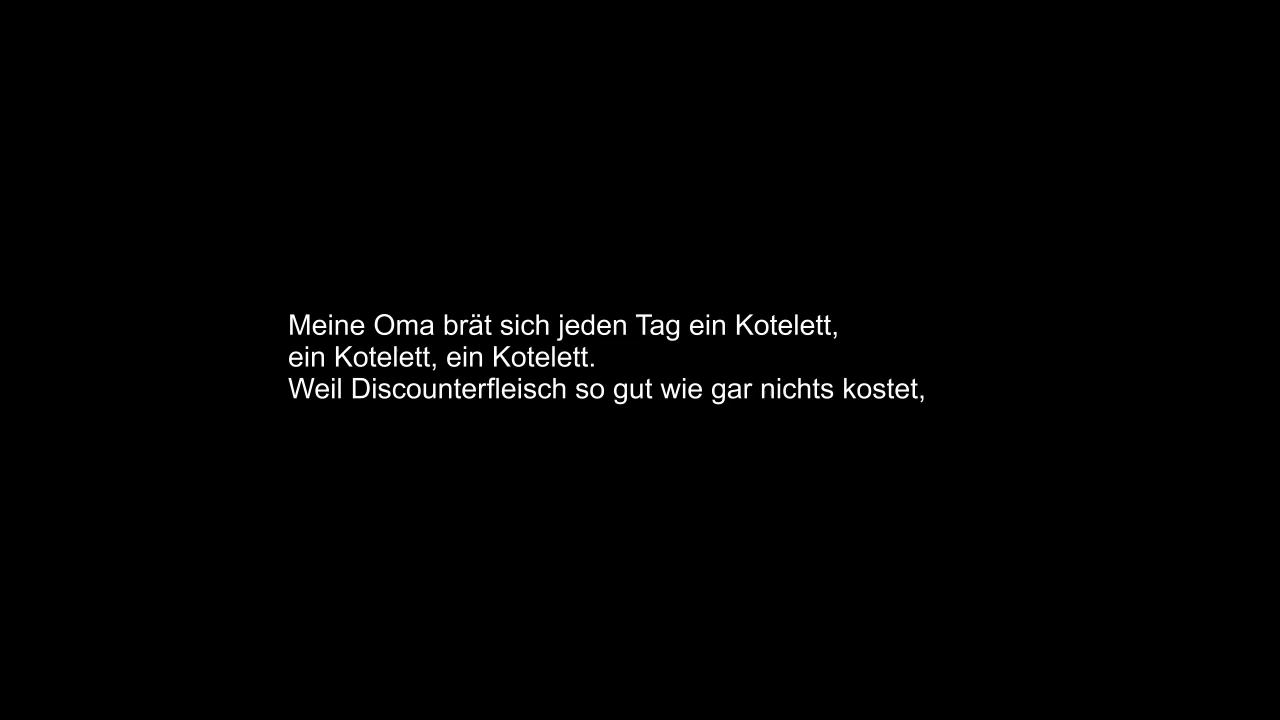 Meine Oma brät sich jeden Tag ein Kotelett,
ein Kotelett, ein Kotelett.
Weil Discounterfleisch so gut wie gar nichts kostet,